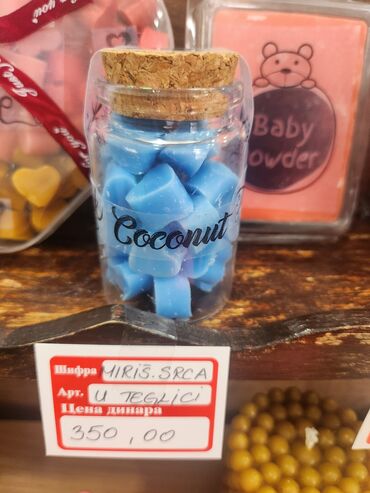 Baby
Powder
Coconut
Шифра MIRIŠ.SRCA
Арт. U TEGLICI
Цена динара
350,00